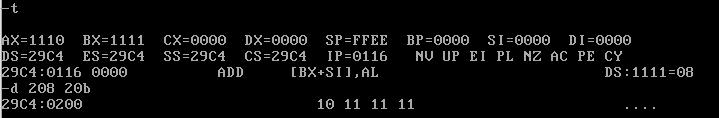 -t
AX=1110 BX=1111 CX=0000 DX=0000 SP=FFEE BP=0000 SI=0000 DI=0000
DS=29C4 ES=29C4 SS=29C4 CS=29C4 IP=0116 NV UP EI PL NZ AC PE CY
29C4:0116 0000 ADD [BX+SI],AL DS:1111=08
-d 208 20b
29C4:0200 10 11 11 11 ....